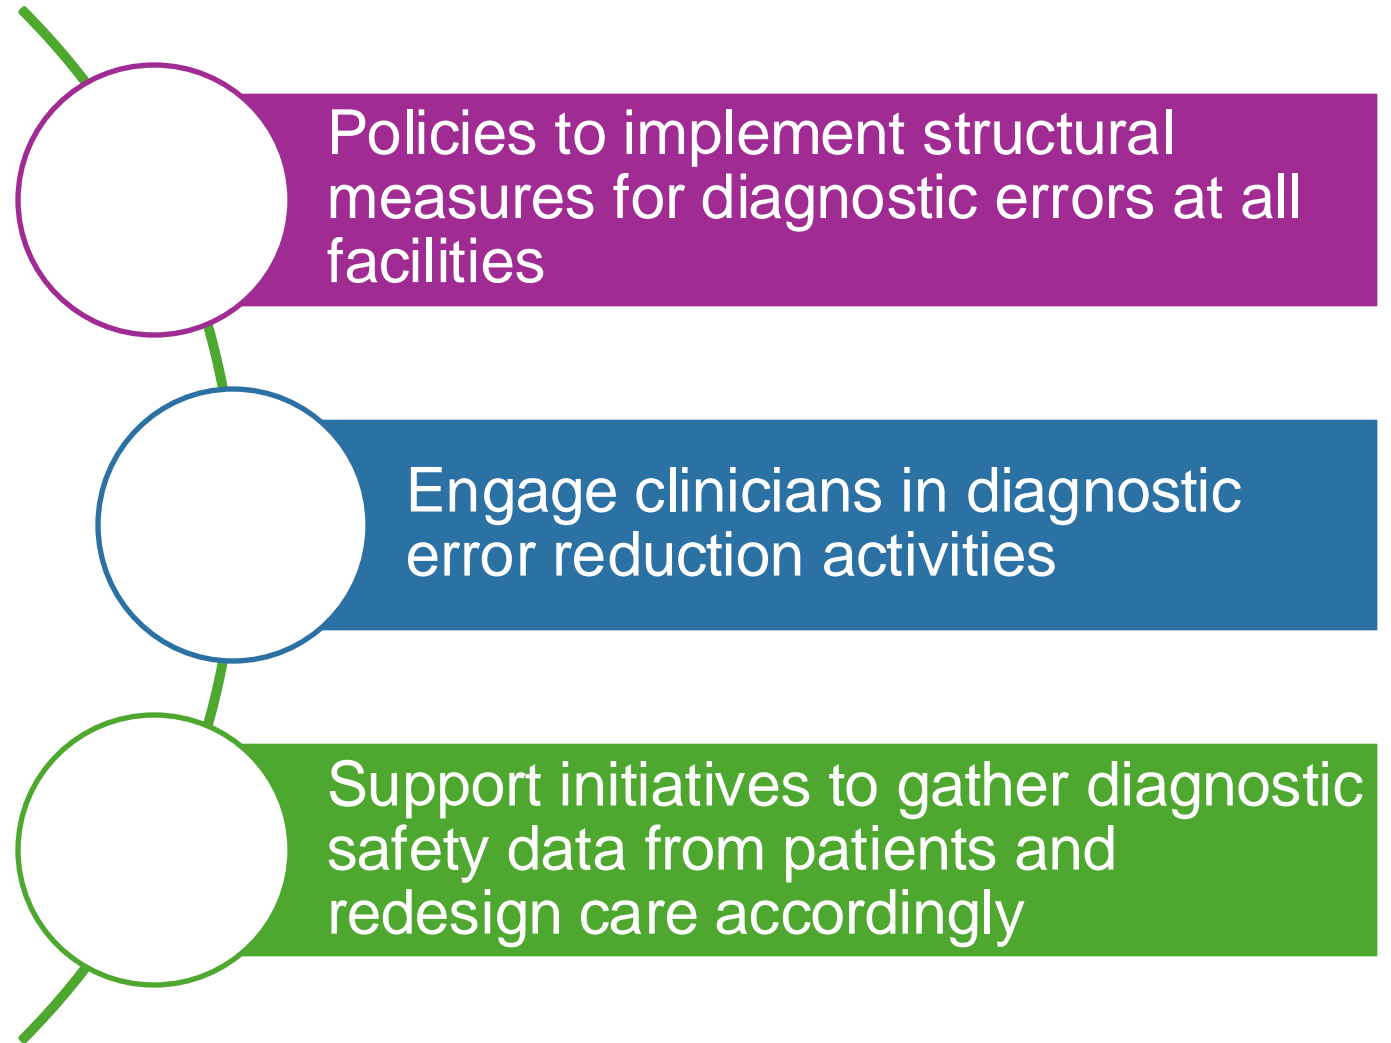 Policies to implement structural
measures for diagnostic errors at all
facilities
Engage clinicians in diagnostic
error reduction activities
Support initiatives to gather diagnostic
safety data from patients and
redesign care accordingly